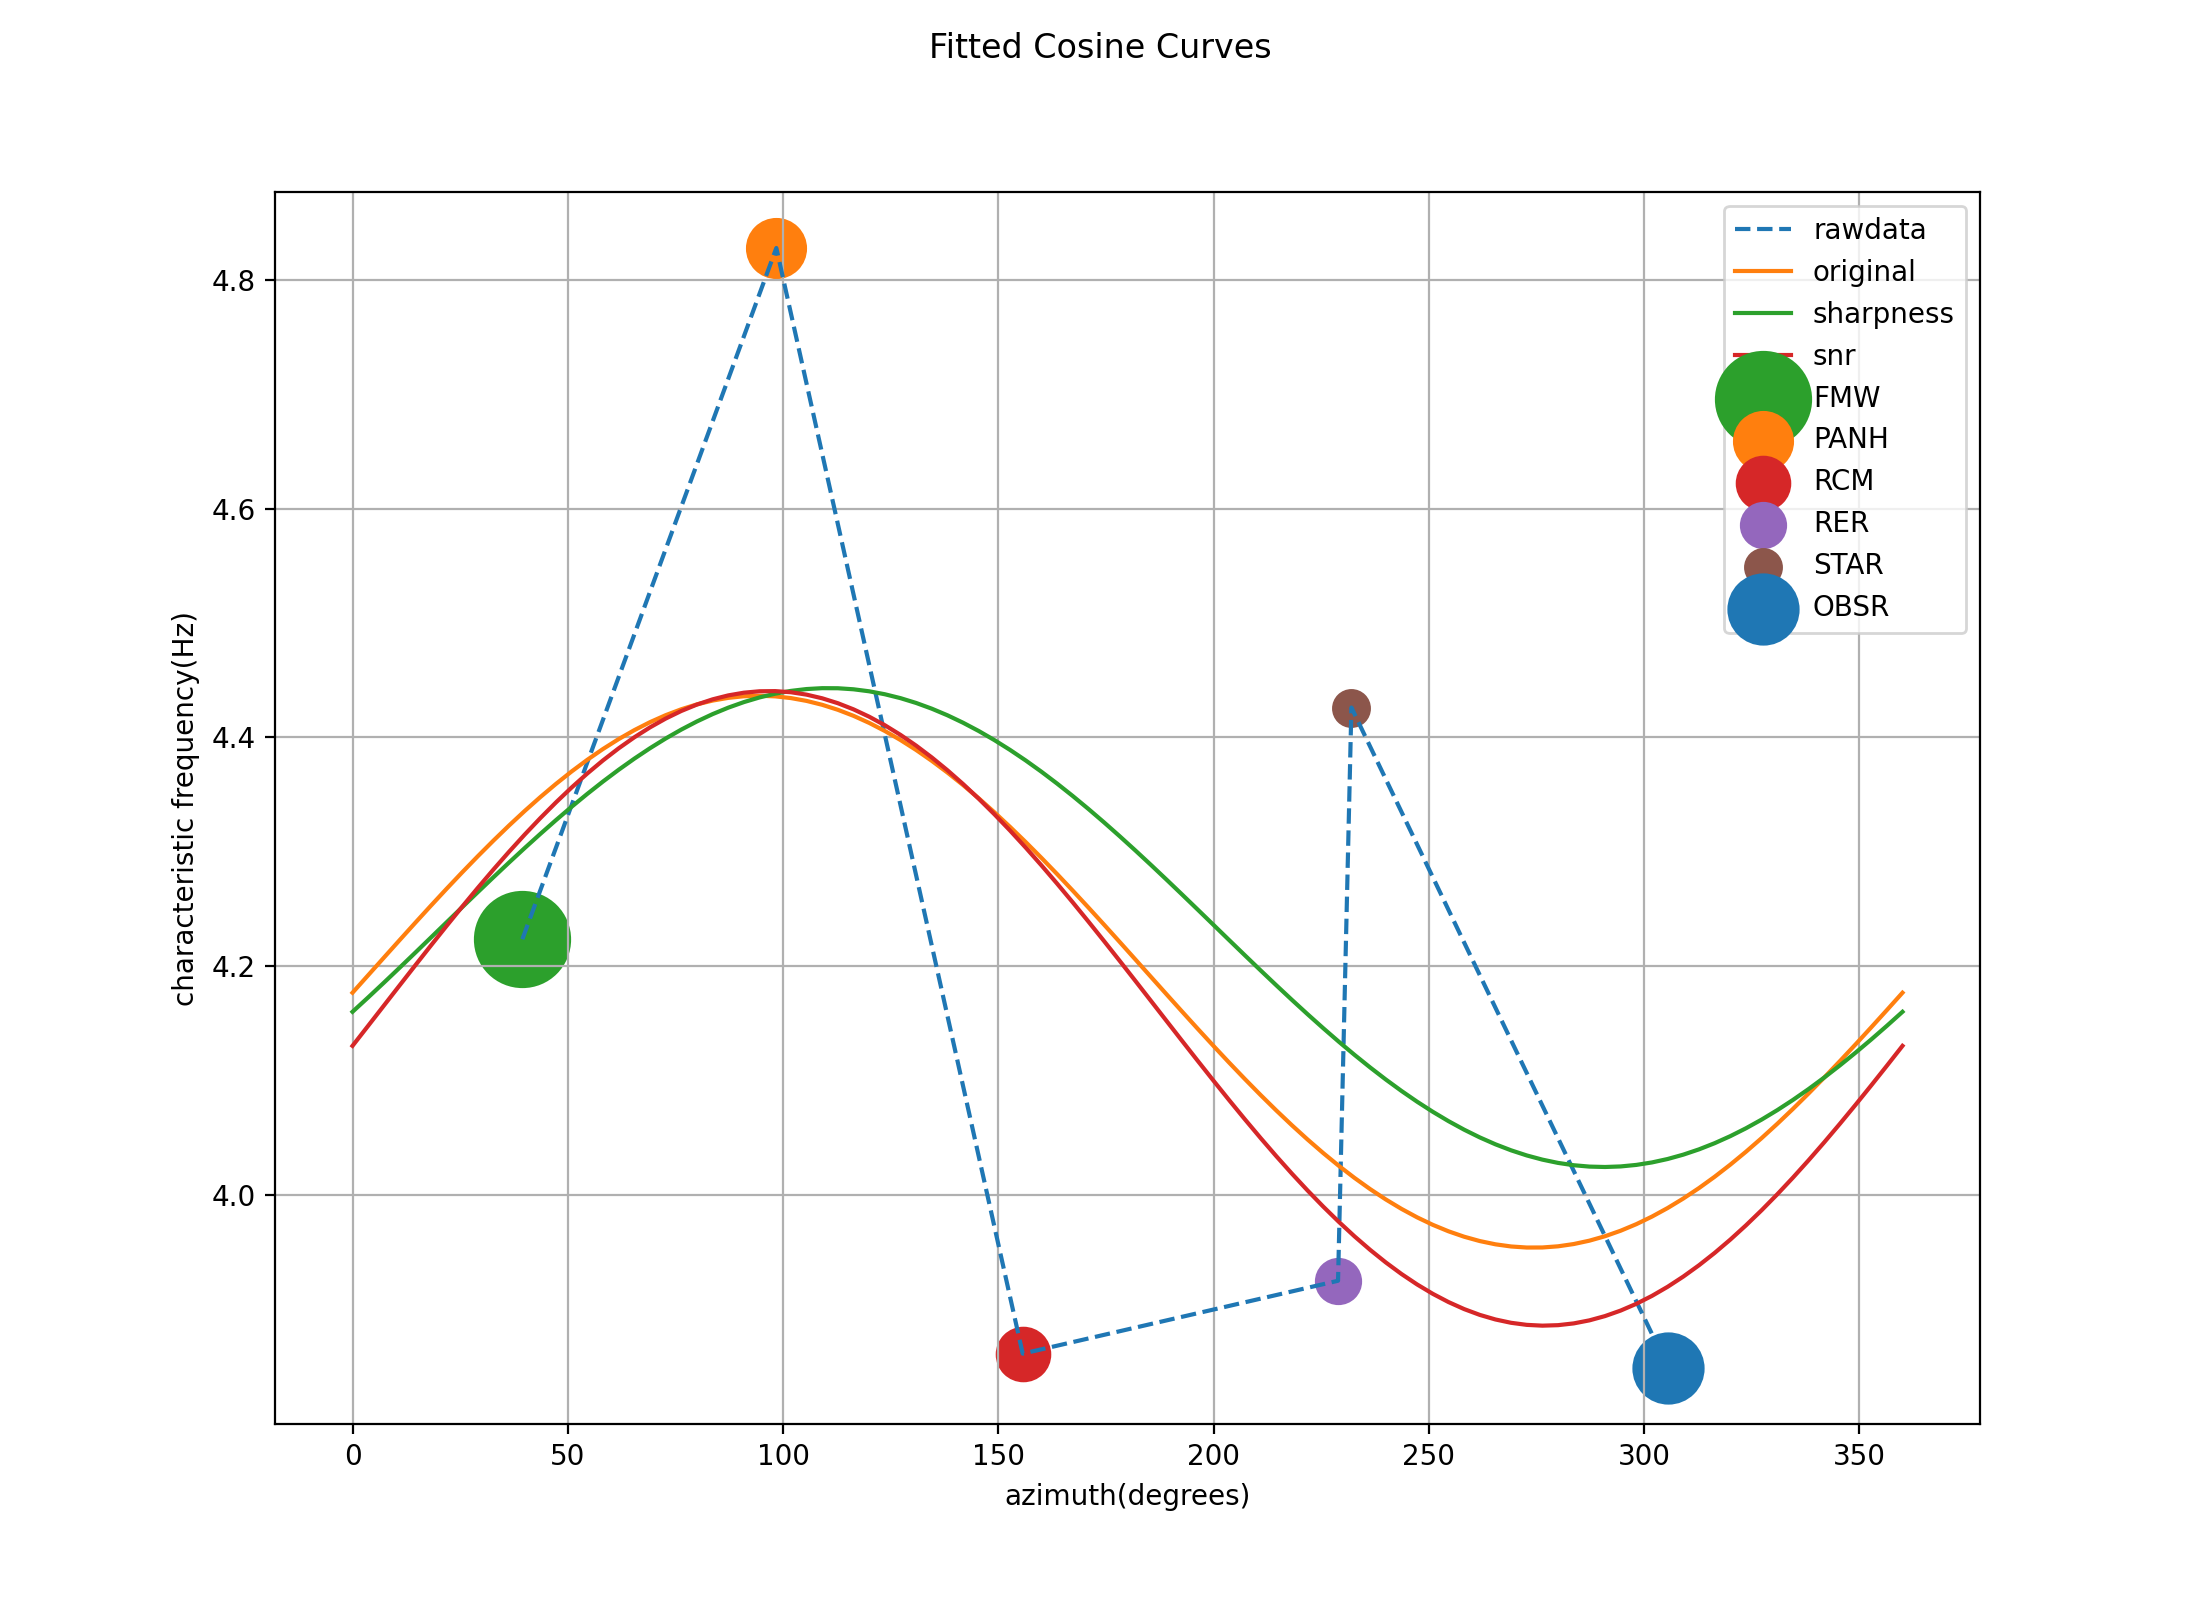 Fitted Cosine Curves
rawdata
original
sharpness
snr
FMW
PANH
RCM
RER
STAR
OBSR
4.8
4.6
4.4
4.2
4.0
characteristic frequency(Hz)
0 50 100 150 200 250 300 350
azimuth(degrees)